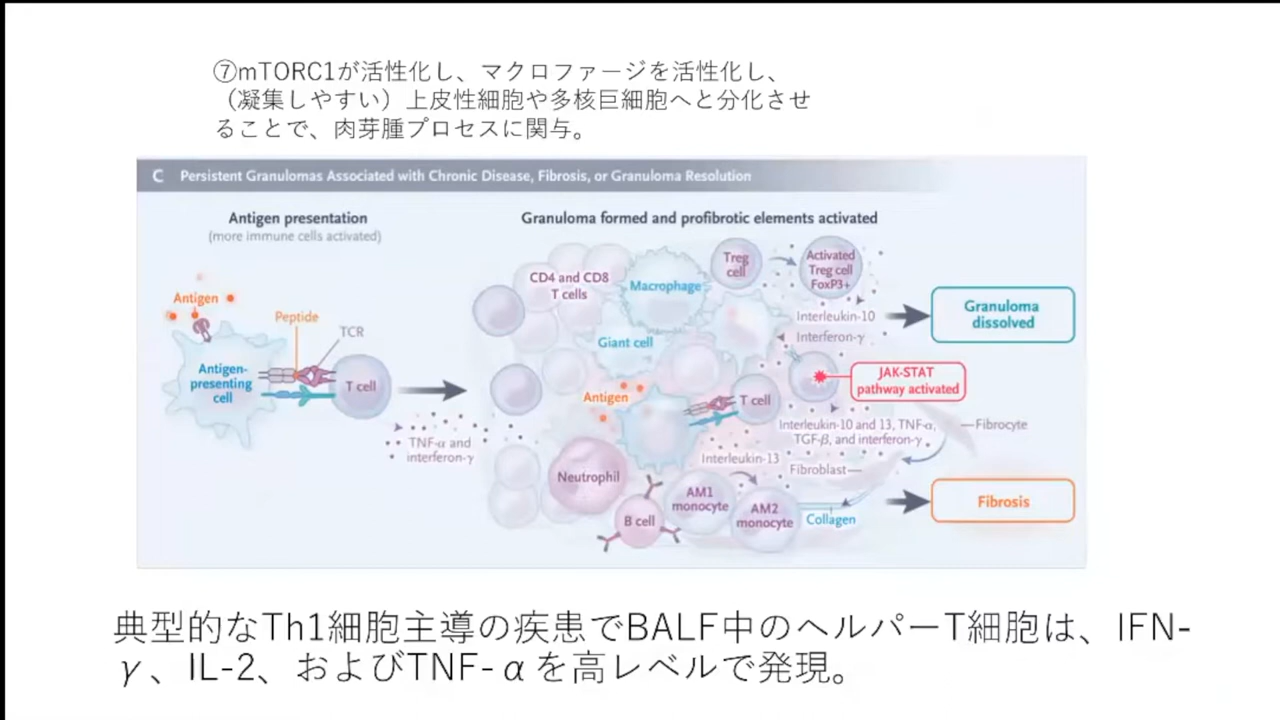 ⑦mTORC1が活性化し、マクロファージを活性化し、
（凝集しやすい）上皮性細胞や多核巨細胞へと分化させ
ることで、肉芽腫プロセスに関与。
C Persistent Granulomas Associated with Chronic Disease, Fibrosis, or Granuloma Resolution
Antigen presentation
(more immune cells activated)
Granuloma formed and profibrotic elements activated
Antigen
Peptide
TCR
Antigen-
presenting
cell
T cell
TNF-α and
interferon-γ
CD4 and CD8
T cells
Macrophage
Giant cell
Treg
cell
Activated
Treg cell
FoxP3+
Interleukin-10
Interferon-γ
Granuloma
dissolved
JAK-STAT
pathway activated
Antigen
T cell
Interleukin-10 and 13, TNF-α,
TGF-β, and interferon-γ
Fibrocyte
Interleukin-13
Fibroblast
Neutrophil
B cell
AM1
monocyte
AM2
monocyte
Collagen
Fibrosis
典型的なTh1細胞主導の疾患でBALF中のヘルパーT細胞は、IFN-
γ、IL-2、およびTNF-αを高レベルで発現。